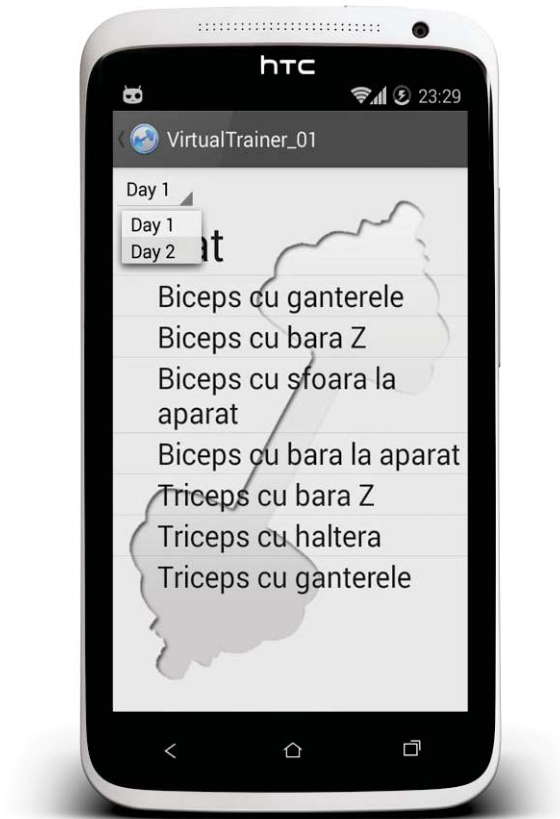 hTC
23:29
VirtualTrainer_01
Day 1
Day 1
Day 2
Biceps cu ganterele
Biceps cu bara Z
Biceps cu sfoara la
aparat
Biceps cu bara la aparat
Triceps cu bara Z
Triceps cu haltera
Triceps cu ganterele